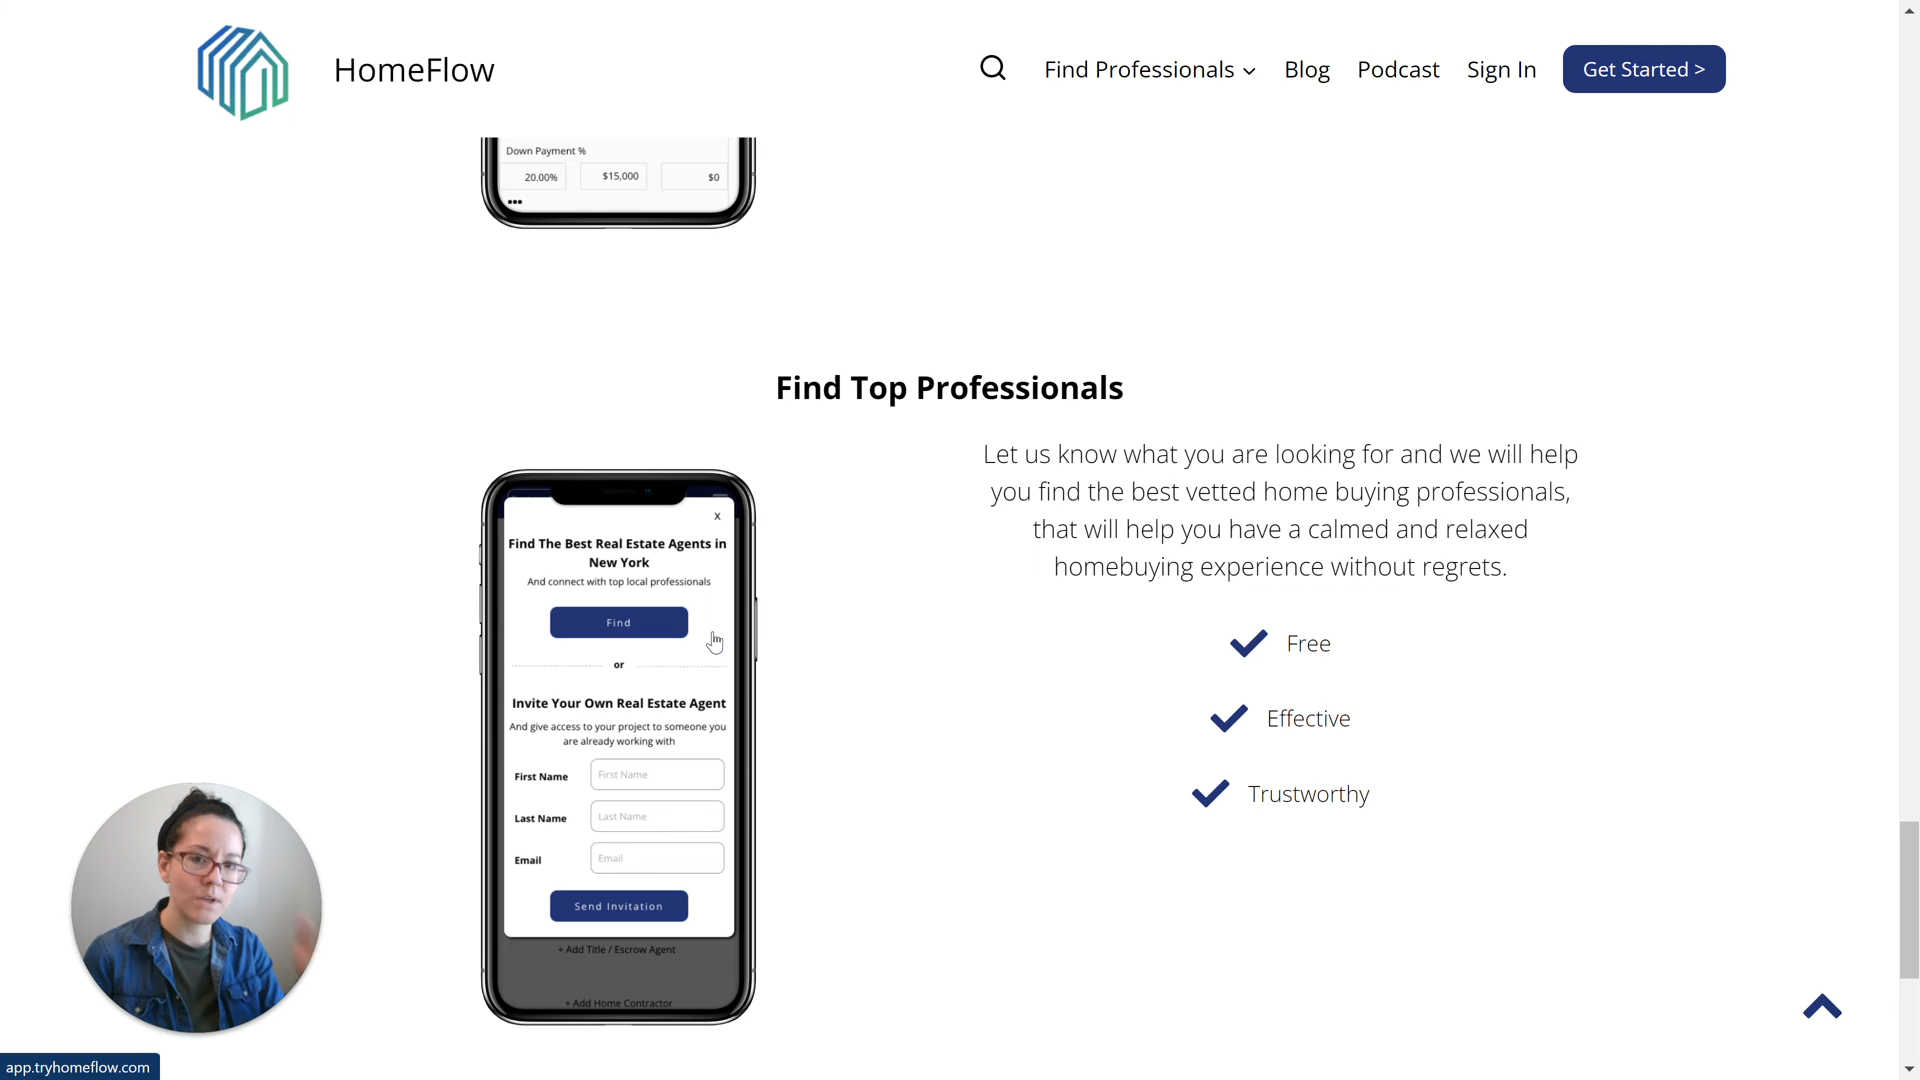 HomeFlow
Find Professionals
Blog
Podcast
Sign In
Get Started >
Down Payment %
20.00%
$15,000
$0
Find Top Professionals
Let us know what you are looking for and we will help
you find the best vetted home buying professionals,
that will help you have a calmed and relaxed
homebuying experience without regrets.
Free
Effective
Trustworthy
x
Find The Best Real Estate Agents in
New York
And connect with top local professionals
Find
or
Invite Your Own Real Estate Agent
And give access to your project to someone you
are already working with
First Name
First Name
Last Name
Last Name
Email
Email
Send Invitation
+ Add Title / Escrow Agent
+ Add Home Contractor
app.tryhomeflow.com